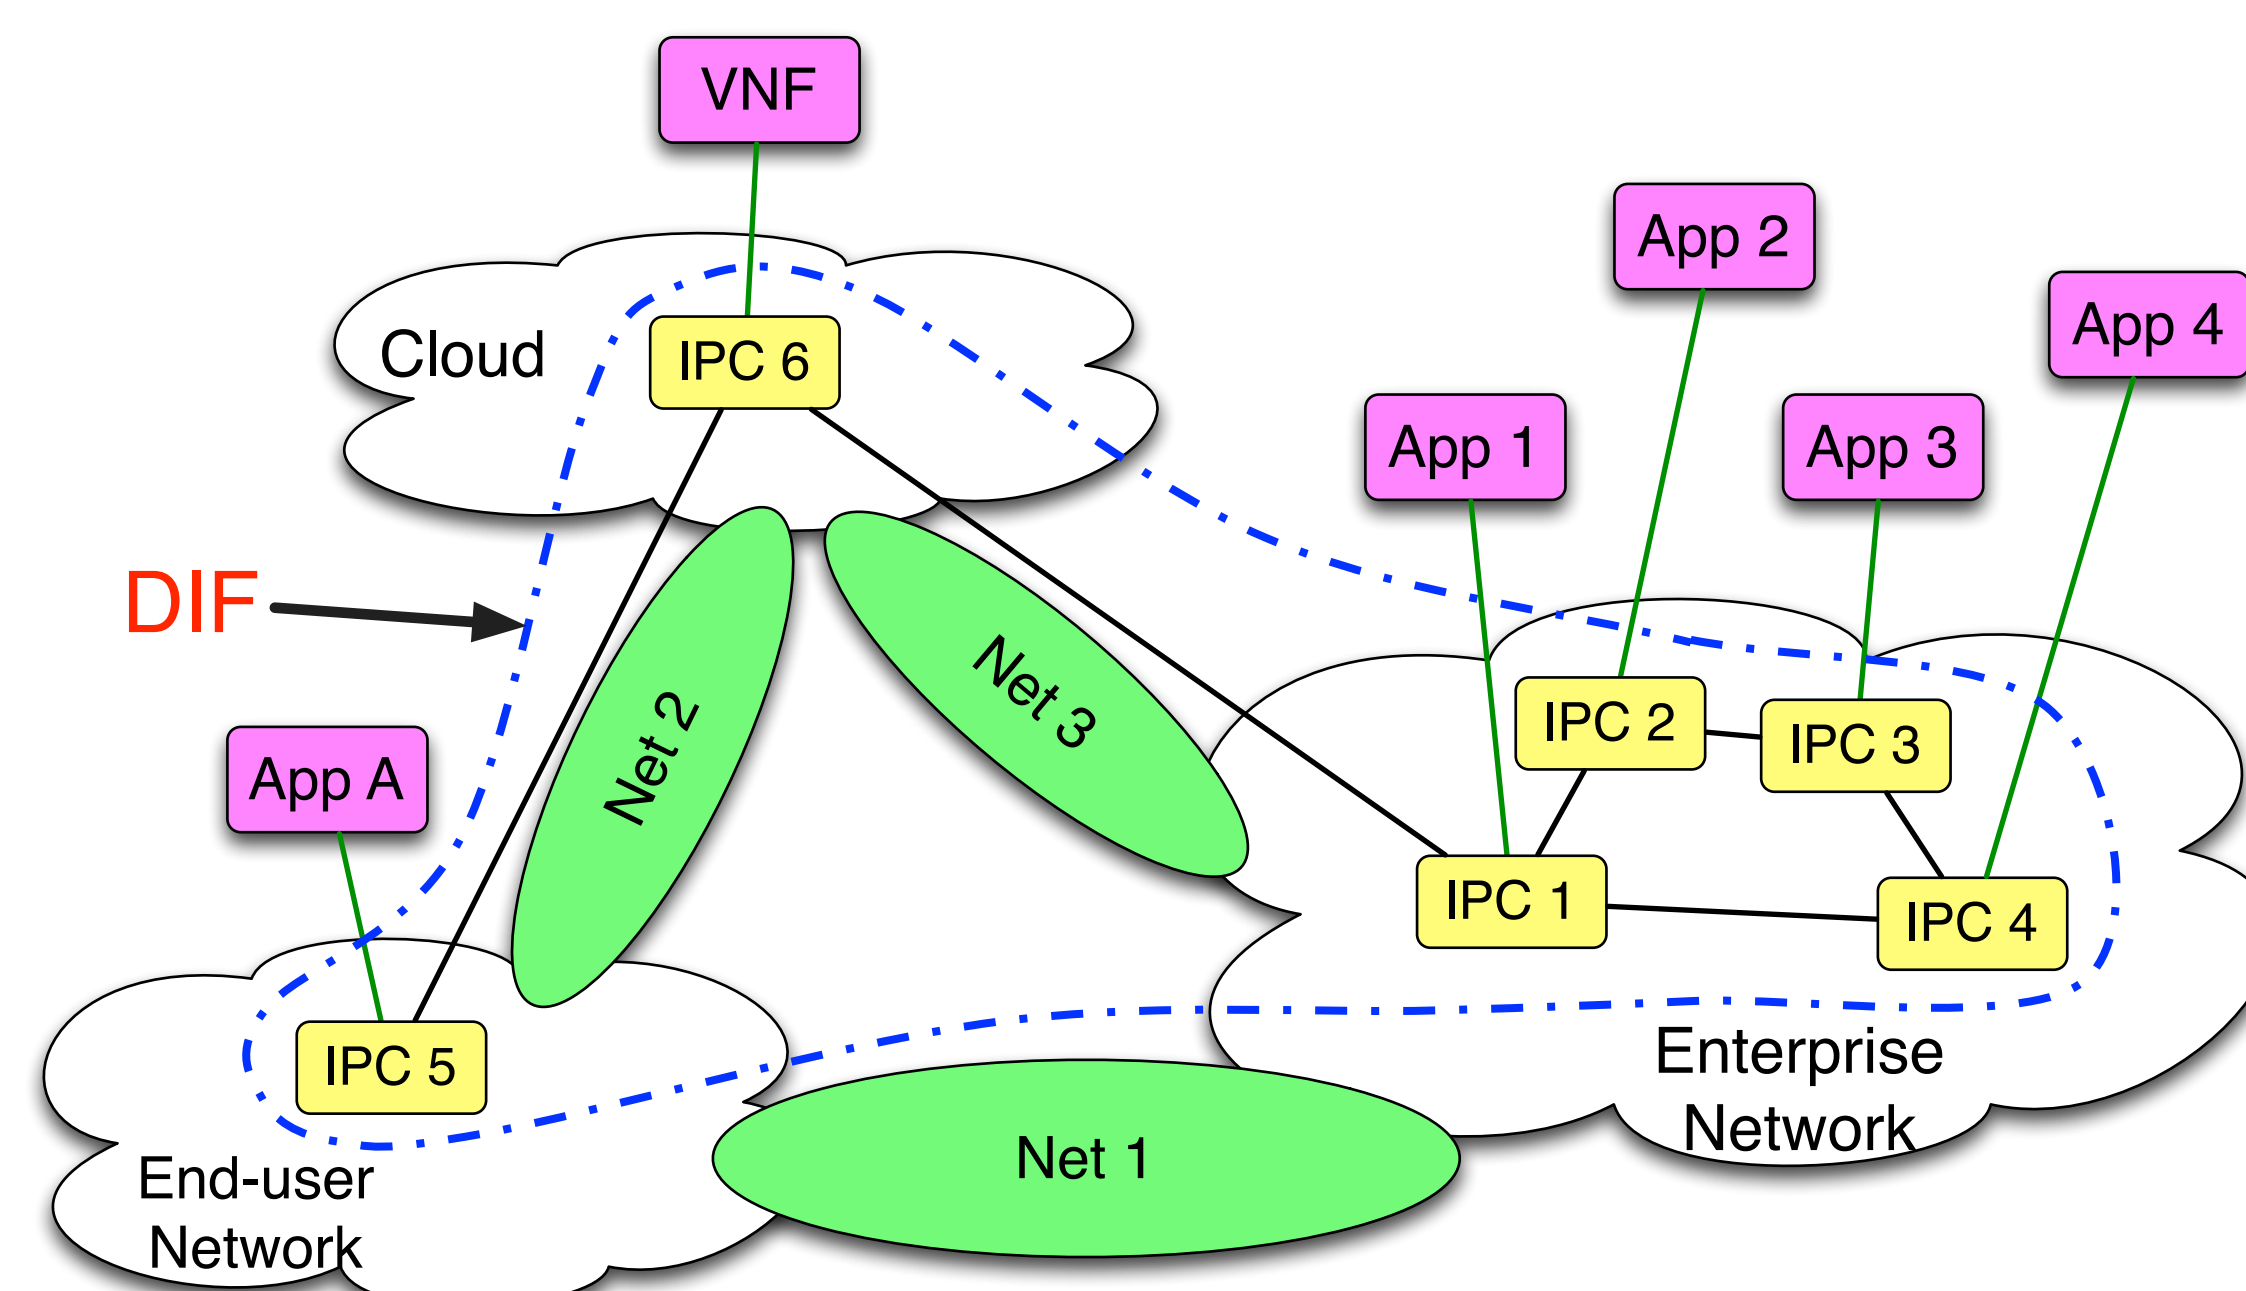 VNF
App 2
App 4
Cloud
IPC 6
App 1
App 3
DIF
Net 2
Net 3
IPC 2
IPC 3
App A
IPC 1
IPC 4
IPC 5
Enterprise
Network
Net 1
End-user
Network